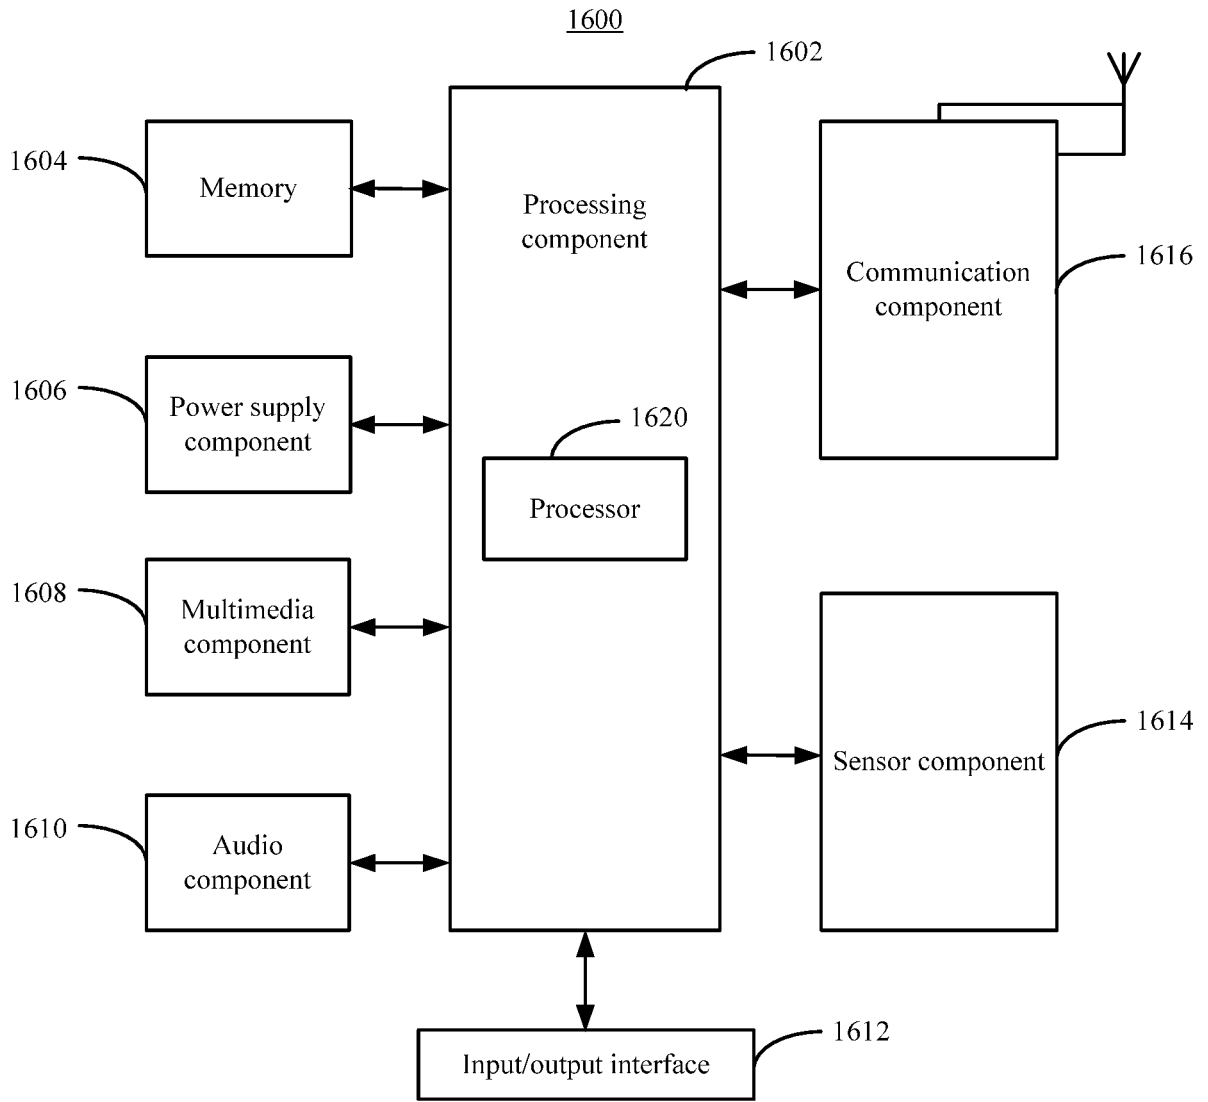 1600
1602
1604
Memory
Processing
component
Communication
component
1616
1606
Power supply
component
1620
Processor
1608
Multimedia
component
1614
Sensor component
1610
Audio
component
1612
Input/output interface